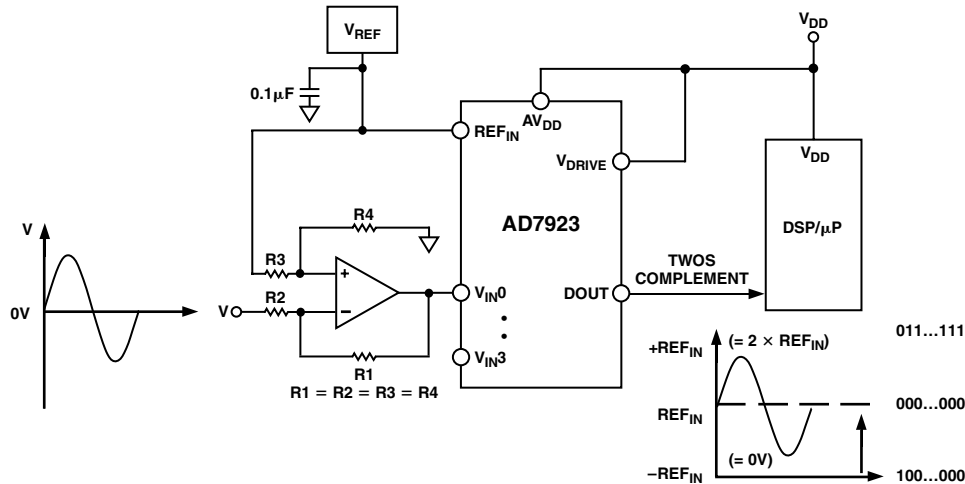 V_REF
V_DD
0.1μF
AV_DD
REF_IN
V_DRIVE
V_DD
AD7923
DSP/μP
V
R4
R3
+
TWOS
COMPLEMENT
R2
V
−
V_IN0
DOUT
0V
R1
V_IN3
R1 = R2 = R3 = R4
+REF_IN
(= 2 × REF_IN)
011...111
REF_IN
000...000
(= 0V)
−REF_IN
100...000